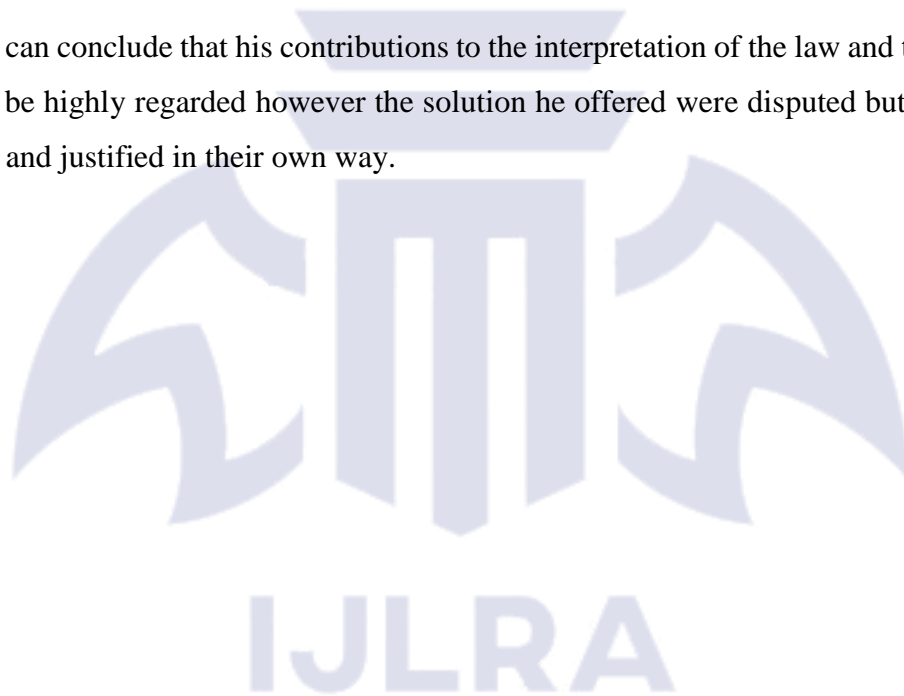 can conclude that his contributions to the interpretation of the law and
be highly regarded however the solution he offered were disputed but
and justified in their own way.
IJLRA